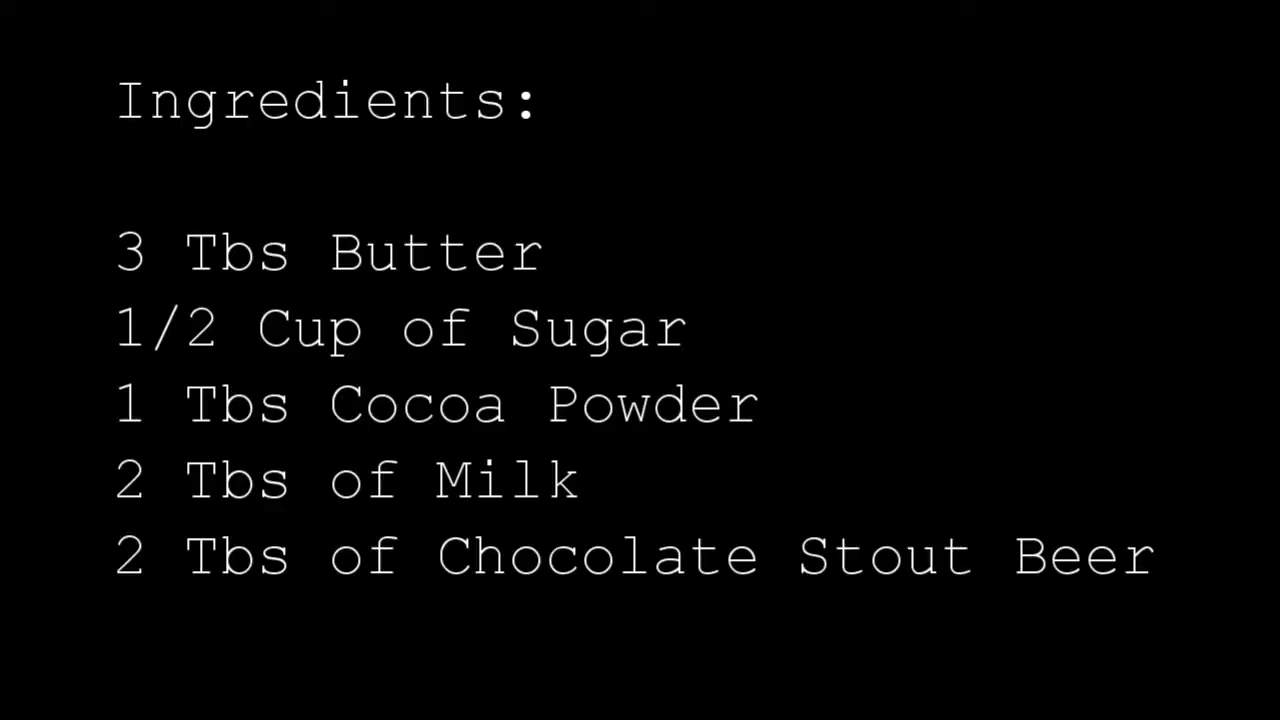 Ingredients:
3 Tbs Butter
1/2 Cup of Sugar
1 Tbs Cocoa Powder
2 Tbs of Milk
2 Tbs of Chocolate Stout Beer